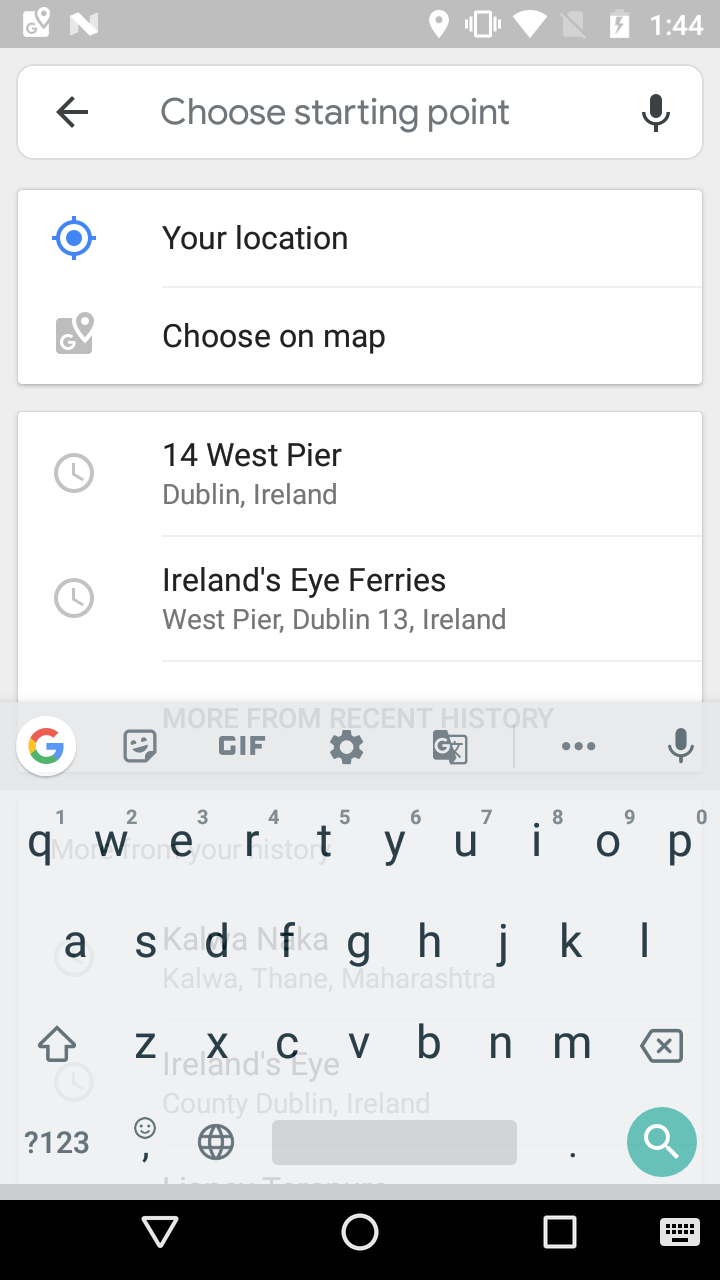 1:44
Choose starting point
Your location
Choose on map
14 West Pier
Dublin, Ireland
Ireland's Eye Ferries
West Pier, Dublin 13, Ireland
MORE FROM RECENT HISTORY
GIF
1 2 3 4 5 6 7 8 9 0
q w e r t y u i o p
More from your history
a s d f g h j k l
Kalwa Naka
Kalwa, Thane, Maharashtra
z x c v b n m
Ireland's Eye
County Dublin, Ireland
?123 , .